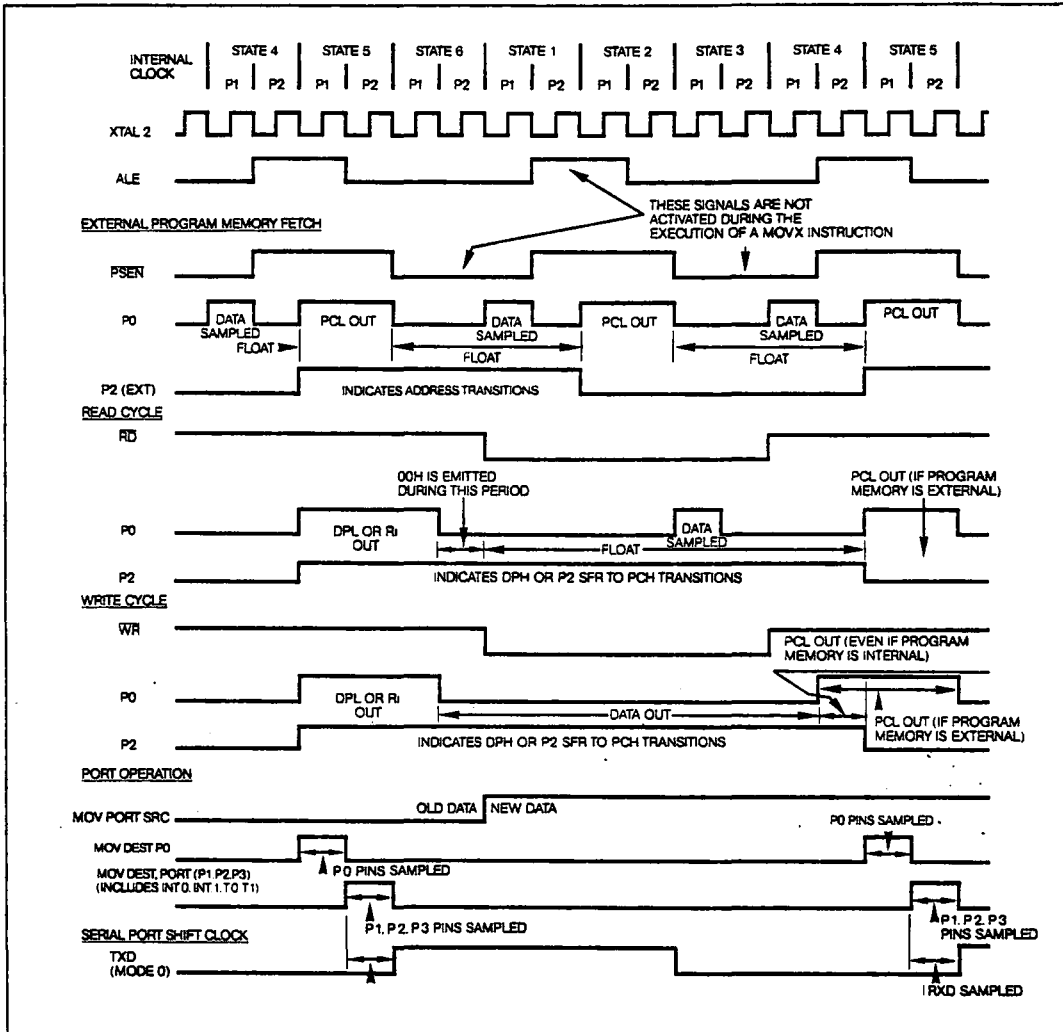 INTERNAL
CLOCK
STATE 4 STATE 5 STATE 6 STATE 1 STATE 2 STATE 3 STATE 4 STATE 5
P1 P2 P1 P2 P1 P2 P1 P2 P1 P2 P1 P2 P1 P2 P1 P2
XTAL 2
ALE
THESE SIGNALS ARE NOT
ACTIVATED DURING THE
EXECUTION OF A MOVX INSTRUCTION
EXTERNAL PROGRAM MEMORY FETCH
PSEN
P0
DATA
SAMPLED
FLOAT
PCL OUT
DATA
SAMPLED
FLOAT
PCL OUT
DATA
SAMPLED
FLOAT
PCL OUT
P2 (EXT)
INDICATES ADDRESS TRANSITIONS
READ CYCLE
RD
00H IS EMITTED
DURING THIS PERIOD
PCL OUT (IF PROGRAM
MEMORY IS EXTERNAL)
P0
DPL OR Ri
OUT
DATA
SAMPLED
FLOAT
P2
INDICATES DPH OR P2 SFR TO PCH TRANSITIONS
WRITE CYCLE
WR
PCL OUT (EVEN IF PROGRAM
MEMORY IS INTERNAL)
P0
DPL OR Ri
OUT
DATA OUT
PCL OUT (IF PROGRAM
MEMORY IS EXTERNAL)
P2
INDICATES DPH OR P2 SFR TO PCH TRANSITIONS
PORT OPERATION
MOV PORT SRC
OLD DATA NEW DATA
MOV DEST P0
P0 PINS SAMPLED
P0 PINS SAMPLED
MOV DEST, PORT (P1. P2. P3)
(INCLUDES INT 0. INT 1. T0 T1)
P1. P2. P3 PINS SAMPLED
P1. P2. P3
PINS SAMPLED
SERIAL PORT SHIFT CLOCK
TXD
(MODE 0)
RXD SAMPLED